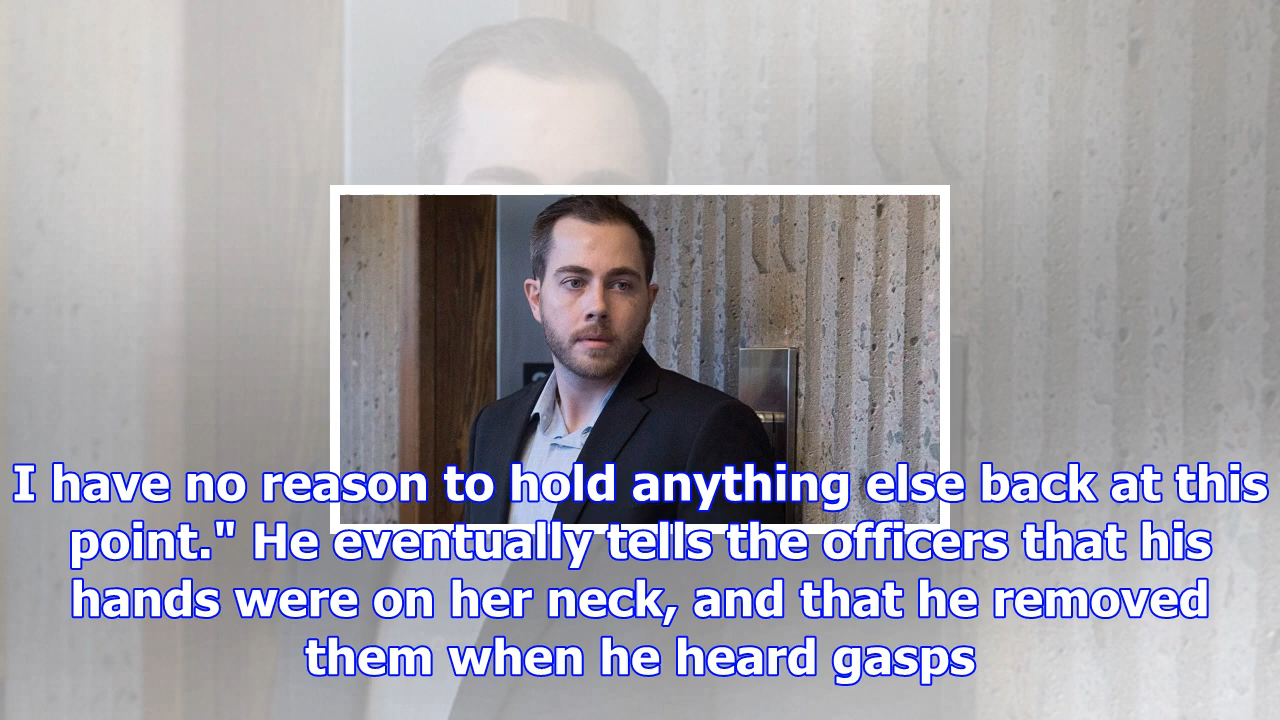 I have no reason to hold anything else back at this
point." He eventually tells the officers that his
hands were on her neck, and that he removed
them when he heard gasps